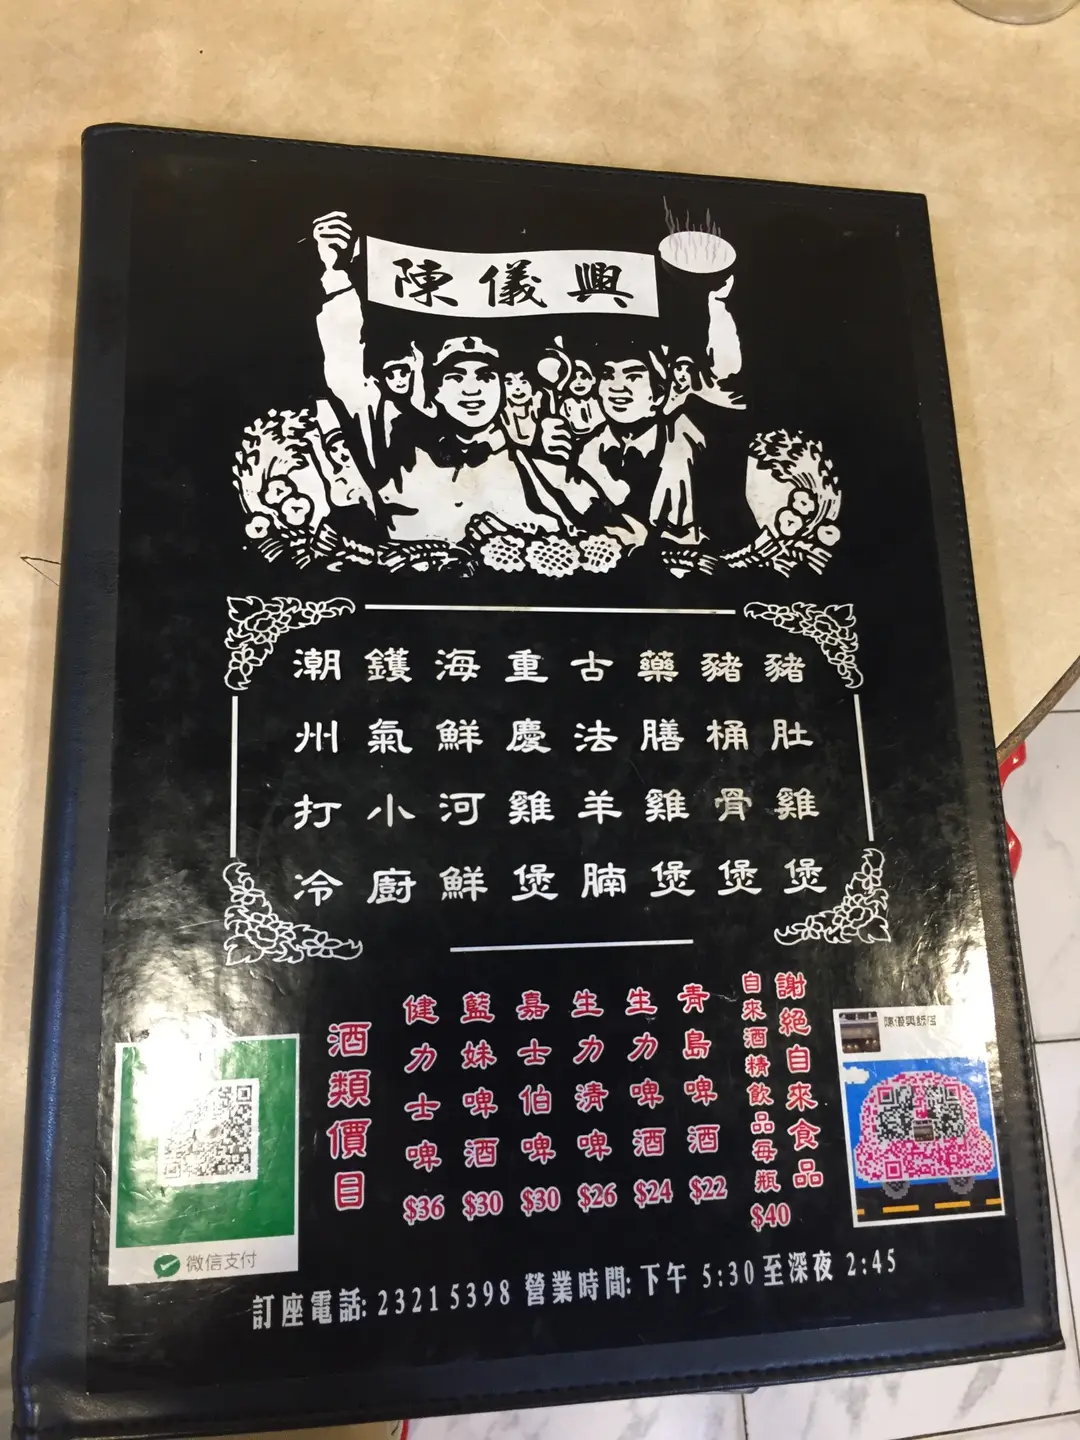 陳儀興
豬肚雞煲
豬桶骨煲
藥膳雞煲
古法羊腩煲
重慶雞煲
海鮮河鮮
鑊氣小廚
潮州打冷
謝絕自來食品
自來酒精飲品每瓶$40
青島啤酒 $22
生力啤酒 $24
生力清啤 $26
嘉士伯啤 $30
藍妹啤酒 $30
健力士啤 $36
酒類價目
微信支付
訂座電話: 23215398 營業時間: 下午 5:30 至深夜 2:45